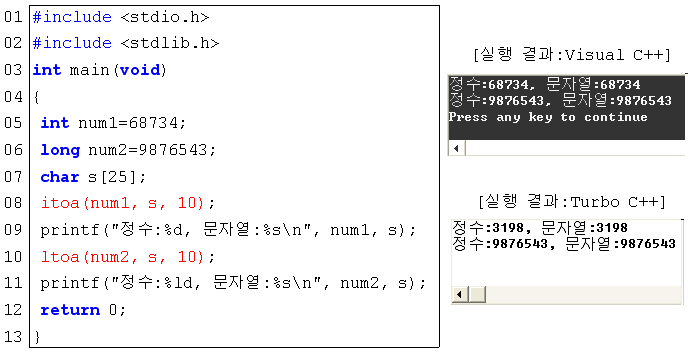 01 #include <stdio.h>
02 #include <stdlib.h>
03 int main(void)
04 {
05 int num1=68734;
06 long num2=9876543;
07 char s[25];
08 itoa(num1, s, 10);
09 printf("정수:%d, 문자열:%s\n", num1, s);
10 ltoa(num2, s, 10);
11 printf("정수:%ld, 문자열:%s\n", num2, s);
12 return 0;
13 }
[실행 결과:Visual C++]
정수:68734, 문자열:68734
정수:9876543, 문자열:9876543
Press any key to continue
[실행 결과:Turbo C++]
정수:3198, 문자열:3198
정수:9876543, 문자열:9876543